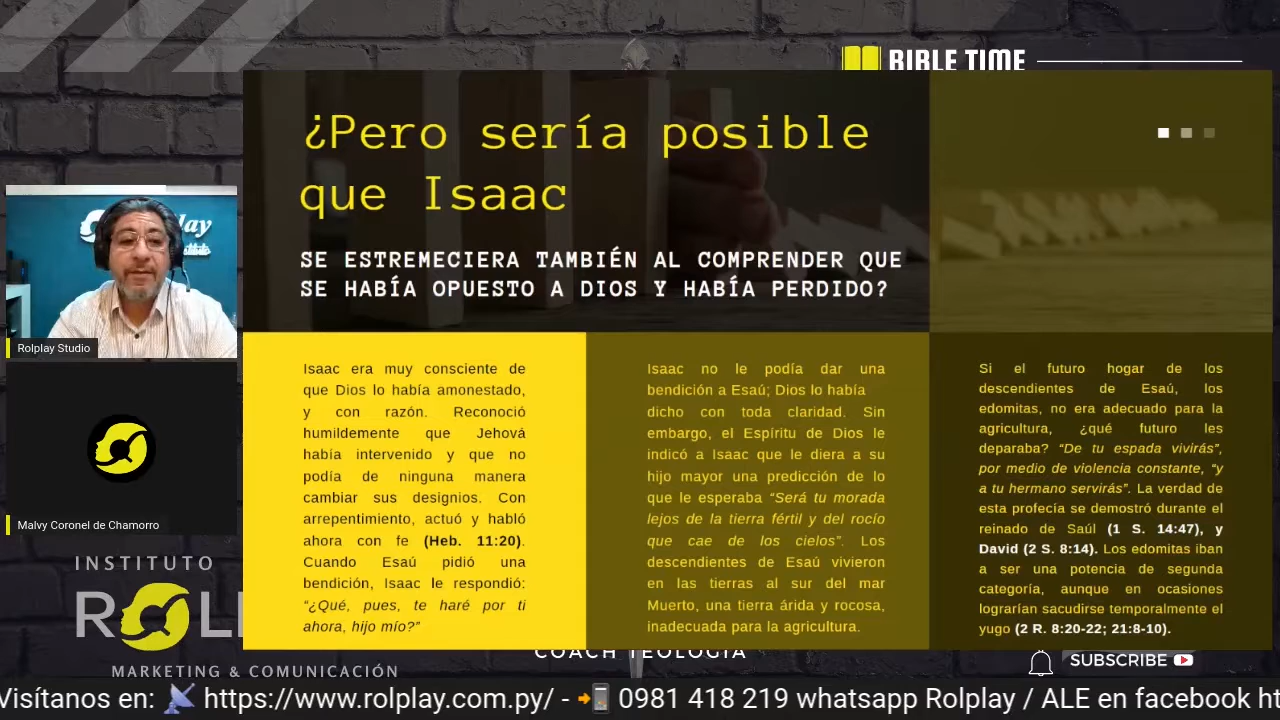 BIBLE TIME
¿Pero sería posible
que Isaac
SE ESTREMECIERA TAMBIÉN AL COMPRENDER QUE
SE HABÍA OPUESTO A DIOS Y HABÍA PERDIDO?
Rolplay Studio
Malvy Coronel de Chamorro
Isaac era muy consciente de
que Dios lo había amonestado,
y con razón. Reconoció
humildemente que Jehová
había intervenido y que no
podía de ninguna manera
cambiar sus designios. Con
arrepentimiento, actuó y habló
ahora con fe (Heb. 11:20).
Cuando Esaú pidió una
bendición, Isaac le respondió:
“¿Qué, pues, te haré por ti
ahora, hijo mío?”
Isaac no le podía dar una
bendición a Esaú; Dios lo había
dicho con toda claridad. Sin
embargo, el Espíritu de Dios le
indicó a Isaac que le diera a su
hijo mayor una predicción de lo
que le esperaba “Será tu morada
lejos de la tierra fértil y del rocío
que cae de los cielos”. Los
descendientes de Esaú vivieron
en las tierras al sur del mar
Muerto, una tierra árida y rocosa,
inadecuada para la agricultura.
Si el futuro hogar de los
descendientes de Esaú, los
edomitas, no era adecuado para la
agricultura, ¿qué futuro les
deparaba? “De tu espada vivirás”,
por medio de violencia constante, “y
a tu hermano servirás”. La verdad de
esta profecía se demostró durante el
reinado de Saúl (1 S. 14:47), y
David (2 S. 8:14). Los edomitas iban
a ser una potencia de segunda
categoría, aunque en ocasiones
lograrían sacudirse temporalmente el
yugo (2 R. 8:20-22; 21:8-10).
INSTITUTO
MARKETING & COMUNICACIÓN
COACH TEOLOGÍA
SUBSCRIBE
Visítanos en: https://www.rolplay.com.py/ - 0981 418 219 whatsapp Rolplay / ALE en facebook ht